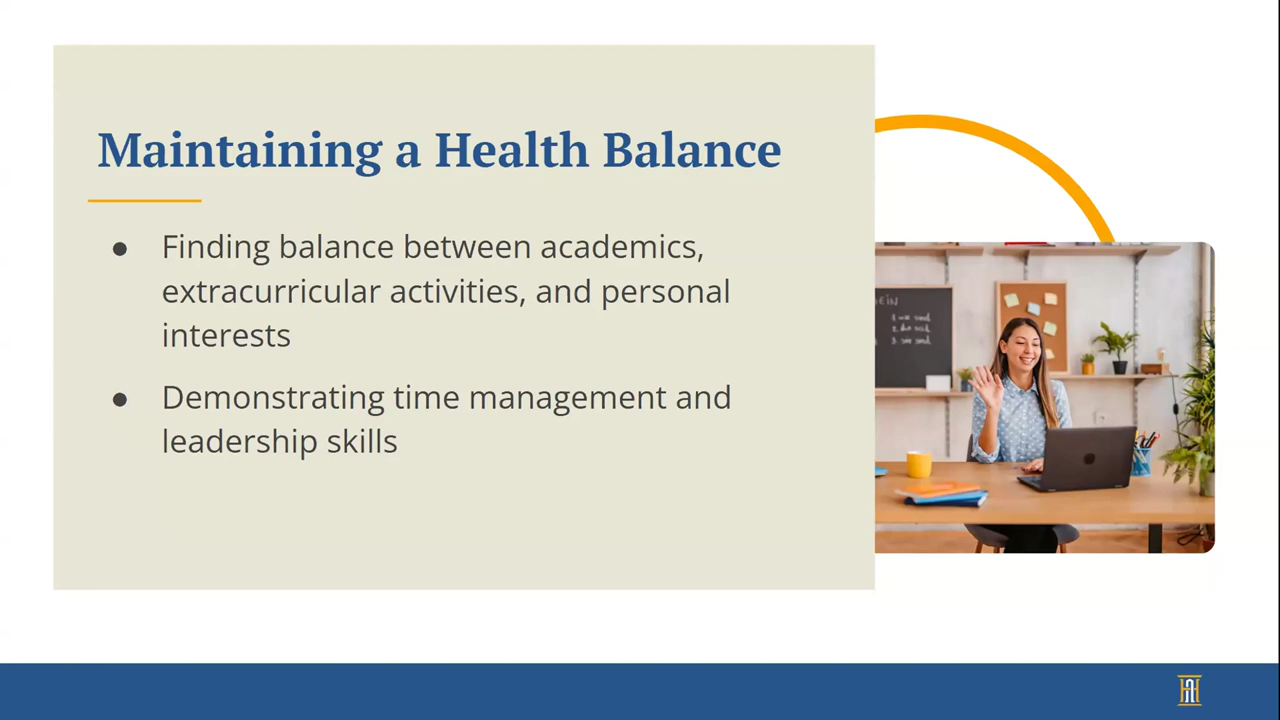 Maintaining a Health Balance
● Finding balance between academics,
extracurricular activities, and personal
interests
● Demonstrating time management and
leadership skills